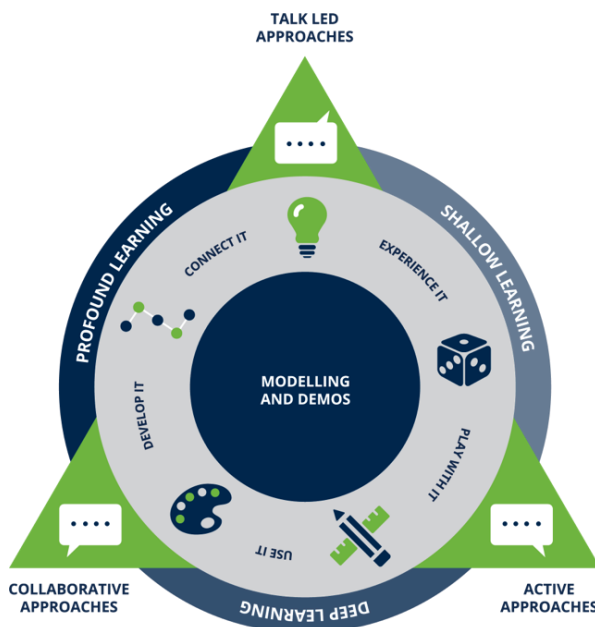 TALK LED
APPROACHES
PROFOUND LEARNING
SHALLOW LEARNING
CONNECT IT
EXPERIENCE IT
MODELLING
AND DEMOS
DEVELOP IT
PLAY WITH IT
USE IT
COLLABORATIVE
APPROACHES
DEEP LEARNING
ACTIVE
APPROACHES